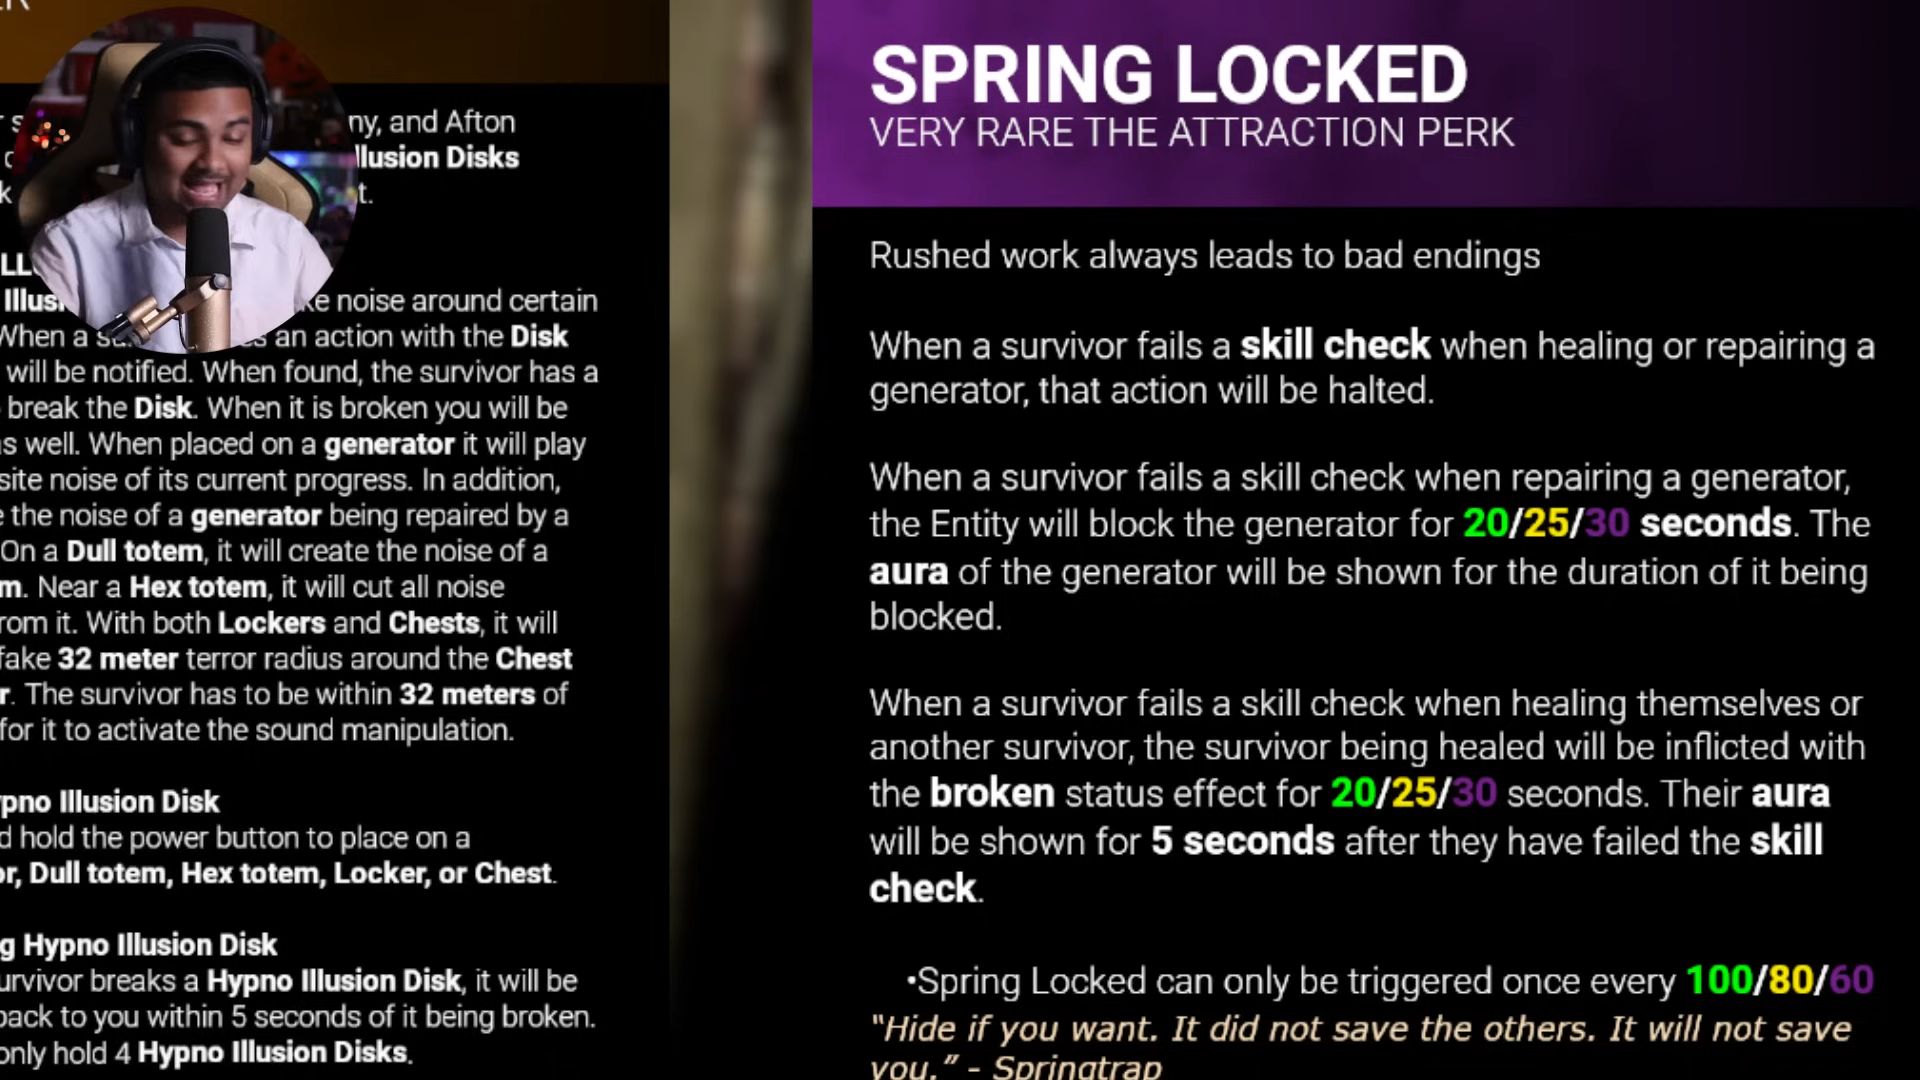 ny, and Afton
llusion Disks
t.
Illus
e noise around certain
When a
an action with the Disk
will be notified. When found, the survivor has a
break the Disk. When it is broken you will be
as well. When placed on a generator it will play
site noise of its current progress. In addition,
the noise of a generator being repaired by a
On a Dull totem, it will create the noise of a
m. Near a Hex totem, it will cut all noise
rom it. With both Lockers and Chests, it will
fake 32 meter terror radius around the Chest
r. The survivor has to be within 32 meters of
for it to activate the sound manipulation.
ypno Illusion Disk
d hold the power button to place on a
or, Dull totem, Hex totem, Locker, or Chest.
g Hypno Illusion Disk
urvivor breaks a Hypno Illusion Disk, it will be
back to you within 5 seconds of it being broken.
only hold 4 Hypno Illusion Disks.
SPRING LOCKED
VERY RARE THE ATTRACTION PERK
Rushed work always leads to bad endings
When a survivor fails a skill check when healing or repairing a
generator, that action will be halted.
When a survivor fails a skill check when repairing a generator,
the Entity will block the generator for 20/25/30 seconds. The
aura of the generator will be shown for the duration of it being
blocked.
When a survivor fails a skill check when healing themselves or
another survivor, the survivor being healed will be inflicted with
the broken status effect for 20/25/30 seconds. Their aura
will be shown for 5 seconds after they have failed the skill
check.
•Spring Locked can only be triggered once every 100/80/60
"Hide if you want. It did not save the others. It will not save
you." - Springtrap